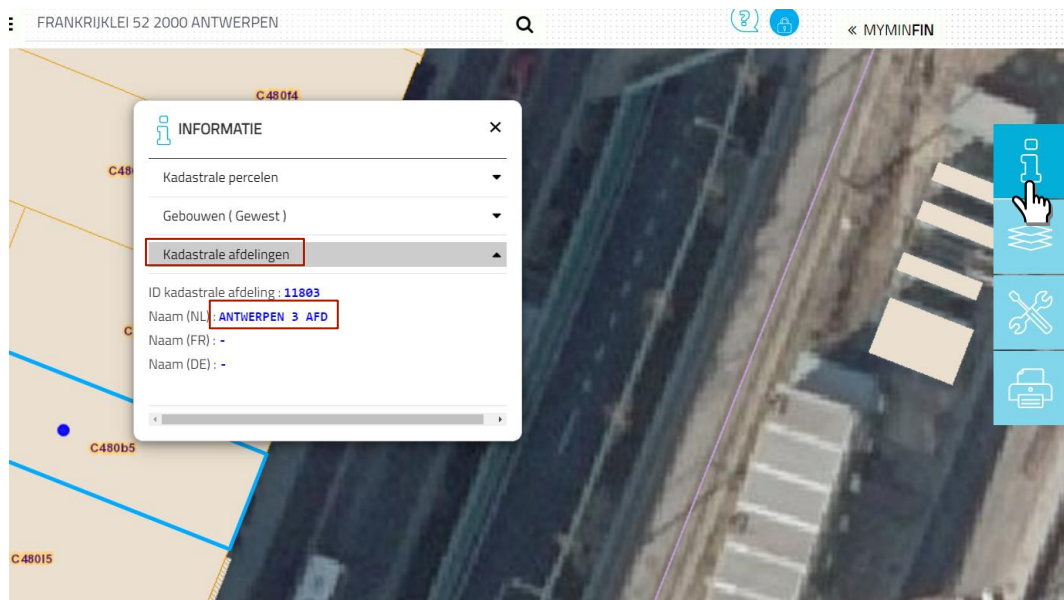 FRANKRIJKLEI 52 2000 ANTWERPEN
« MYMINFIN
C480f4
INFORMATIE
C48
Kadastrale percelen
Gebouwen ( Gewest )
Kadastrale afdelingen
ID kadastrale afdeling : 11803
Naam (NL) : ANTWERPEN 3 AFD
C
Naam (FR) : -
Naam (DE) : -
C480b5
C480l5